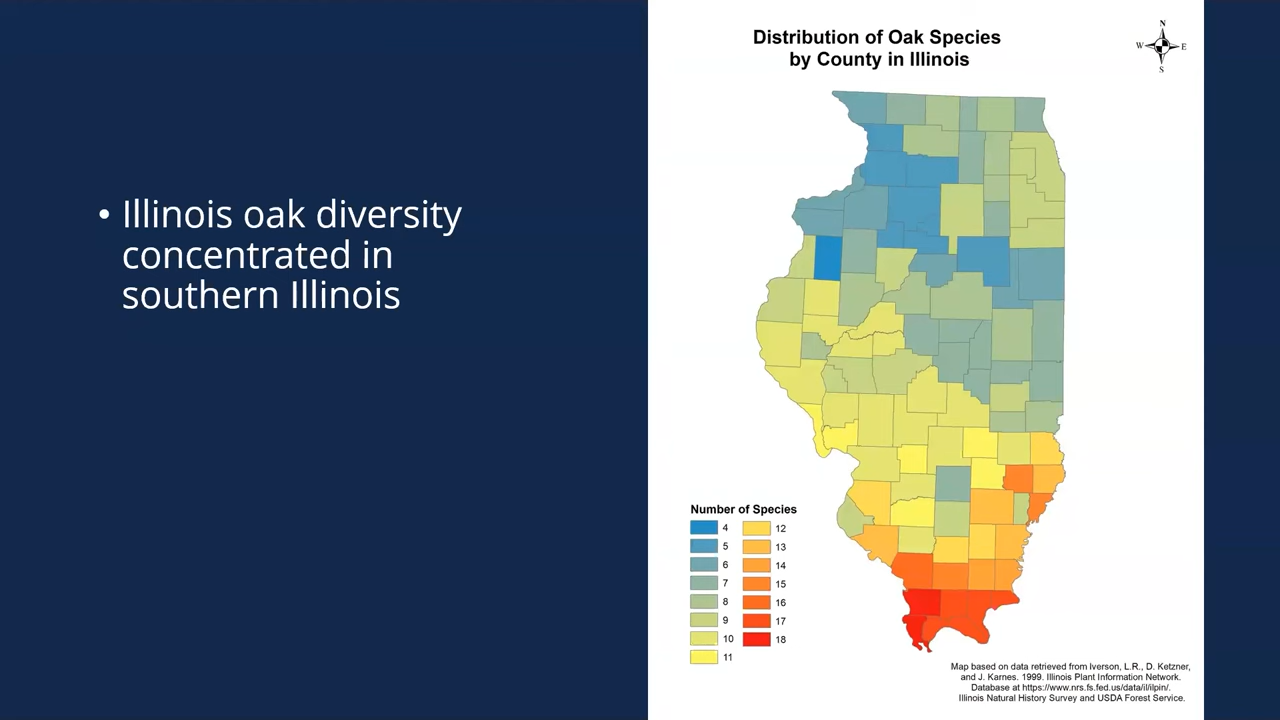 • Illinois oak diversity
concentrated in
southern Illinois
Distribution of Oak Species
by County in Illinois
N
W E
S
Number of Species
4
5
6
7
8
9
10
11
12
13
14
15
16
17
18
Map based on data retrieved from Iverson, L.R., D. Ketzner,
and J. Karnes. 1999. Illinois Plant Information Network.
Database at https://www.nrs.fs.fed.us/data/il/ilpin/.
Illinois Natural History Survey and USDA Forest Service.